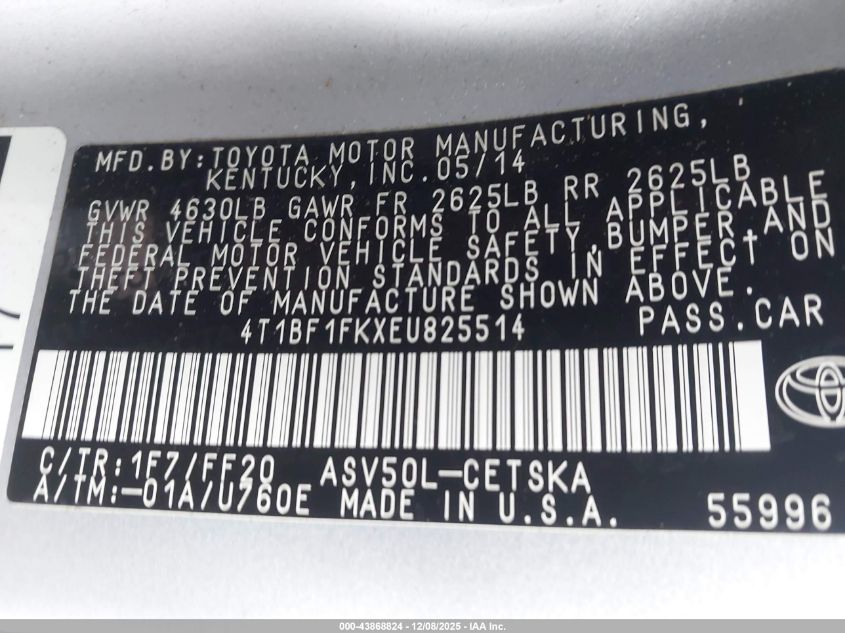 MFD.BY:TOYOTA MOTOR MANUFACTURING,
KENTUCKY,INC.05/14
GVWR 4630LB GAWR FR 2625LB RR 2625LB
THIS VEHICLE CONFORMS TO ALL APPLICABLE
FEDERAL MOTOR VEHICLE SAFETY,BUMPER,AND
THEFT PREVENTION STANDARDS IN EFFECT ON
THE DATE OF MANUFACTURE SHOWN ABOVE.
4T1BF1FKXEU825514 PASS.CAR
C/TR:1F7/FF20 ASV50L-CETSKA
A/TM:-01A/U760E MADE IN U.S.A. 55996
000-43868824 - 12/08/2025 - IAA Inc.